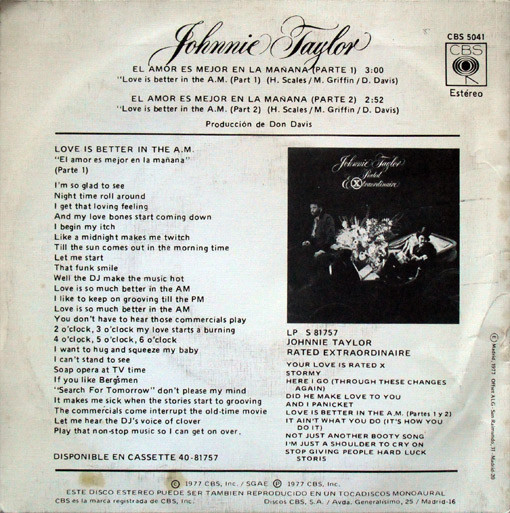 Johnnie Taylor
CBS 5041
CBS
Estéreo
EL AMOR ES MEJOR EN LA MAÑANA (PARTE 1) 3:00
"Love is better in the A.M. (Part 1) (H. Scales/M. Griffin/D. Davis)
EL AMOR ES MEJOR EN LA MAÑANA (PARTE 2) 2:52
"Love is better in the A.M. (Part 2) (H. Scales/M. Griffin/D. Davis)
Producción de Don Davis
LOVE IS BETTER IN THE A.M.
"El amor es mejor en la mañana"
(Parte 1)
I'm so glad to see
Night time roll around
I get that loving feeling
And my love bones start coming down
I begin my itch
Like a midnight makes me twitch
Till the sun comes out in the morning time
Let me start
That funk smile
Well the DJ make the music hot
Love is so much better in the AM
I like to keep on grooving till the PM
Love is so much better in the AM
You don't have to hear those commercials play
2 o'clock, 3 o'clock my love starts a burning
4 o'clock, 5 o'clock, 6 o'clock
I want to hug and squeeze my baby
I can't stand to see
Soap opera at TV time
If you like Bergsmen
"Search For Tomorrow" don't please my mind
It makes me sick when the stories start to grooving
The commercials come interrupt the old-time movie
Let me hear the DJ's voice of clover
Play that non-stop music so I can get on over.
DISPONIBLE EN CASSETTE 40-81757
Johnnie Taylor
Rated
Extraordinaire
LP S 81757
JOHNNIE TAYLOR
RATED EXTRAORDINAIRE
YOUR LOVE IS RATED X
STORMY
HERE I GO (THROUGH THESE CHANGES
AGAIN)
DID HE MAKE LOVE TO YOU
AND I PANICKET
LOVE IS BETTER IN THE A.M. (Partes 1 y 2)
IT AIN'T WHAT YOU DO (IT'S HOW YOU
DO IT)
NOT JUST ANOTHER BOOTY SONG
I'M JUST A SHOULDER TO CRY ON
STOP GIVING PEOPLE HARD LUCK
STORIS
Ⓒ 1977 CBS, Inc. / SGAE Ⓟ 1977 CBS, Inc.
ESTE DISCO ESTEREO PUEDE SER TAMBIEN REPRODUCIDO EN UN TOCADISCOS MONOAURAL
CBS es la marca registrada de CBS, Inc. Discos CBS, S.A. / Avda. Generalísimo, 25 / Madrid-16